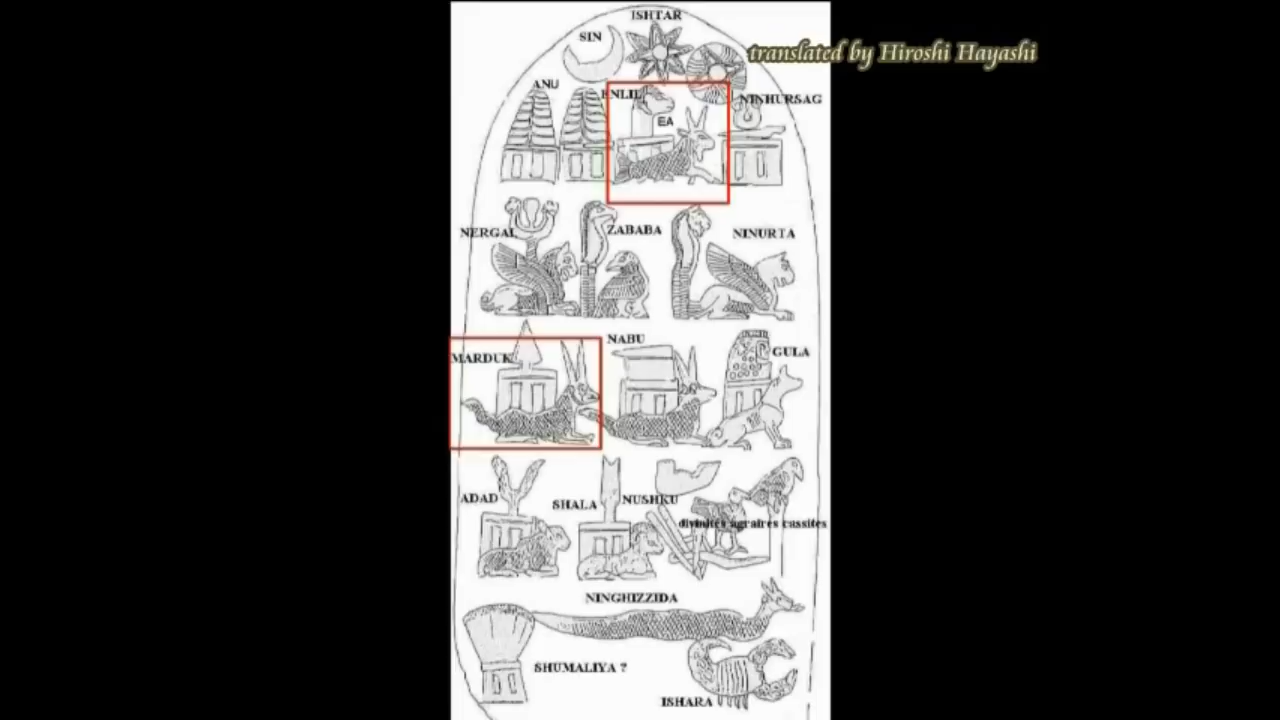 ISHTAR
SIN
translated by Hiroshi Hayashi
ANU
ENLIL
NINHURSAG
EA
NERGAL
ZABABA
NINURTA
MARDUK
NABU
GULA
ADAD
SHALA
NUSHKU
divinités agraires cassites
NINGHIZZIDA
SHUMALIYA ?
ISHARA